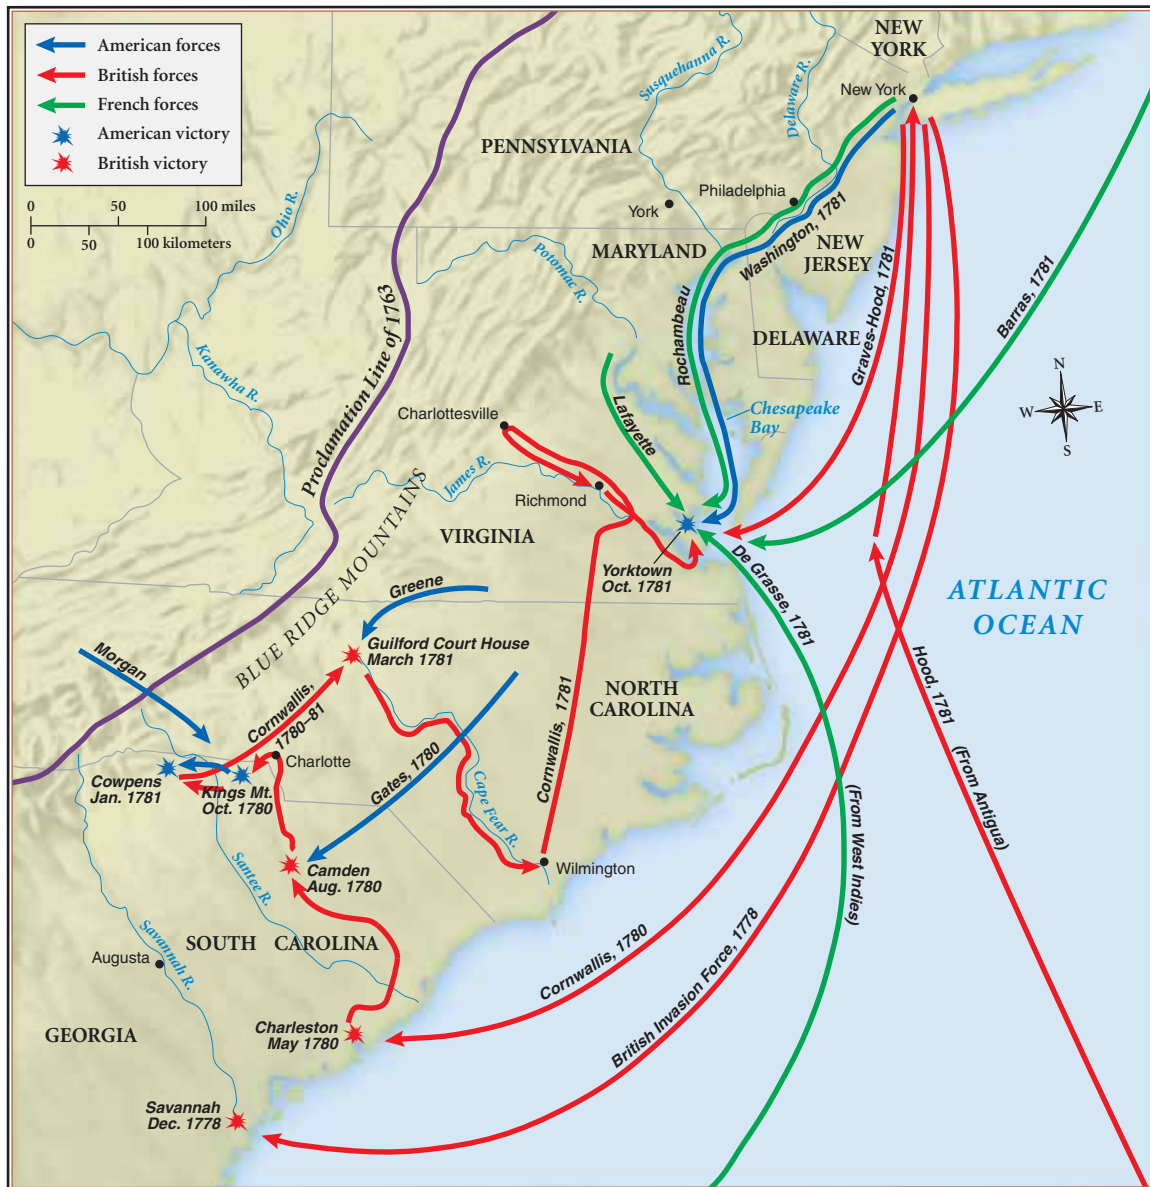 American forces
British forces
French forces
American victory
British victory
0 50 100 miles
0 50 100 kilometers
NEW
YORK
New York
Susquehanna R.
Delaware R.
PENNSYLVANIA
Philadelphia
York
Ohio R.
MARYLAND
Washington, 1781
NEW
JERSEY
Potomac R.
Proclamation Line of 1763
Rochambeau
Graves-Hood, 1781
Barras, 1781
DELAWARE
Kanawha R.
Lafayette
Chesapeake
Bay
N
W E
S
Charlottesville
James R.
Richmond
BLUE RIDGE MOUNTAINS
VIRGINIA
Yorktown
Oct. 1781
De Grasse, 1781
Greene
ATLANTIC
OCEAN
Guilford Court House
March 1781
Morgan
Cornwallis,
1780–81
Hood, 1781
(From Antigua)
NORTH
CAROLINA
Cornwallis, 1781
Gates, 1780
Charlotte
Cowpens
Jan. 1781
Kings Mt.
Oct. 1780
Cape Fear R.
(From West Indies)
Wilmington
Camden
Aug. 1780
Santee R.
Savannah R.
SOUTH CAROLINA
Augusta
Cornwallis, 1780
British Invasion Force, 1778
GEORGIA
Charleston
May 1780
Savannah
Dec. 1778